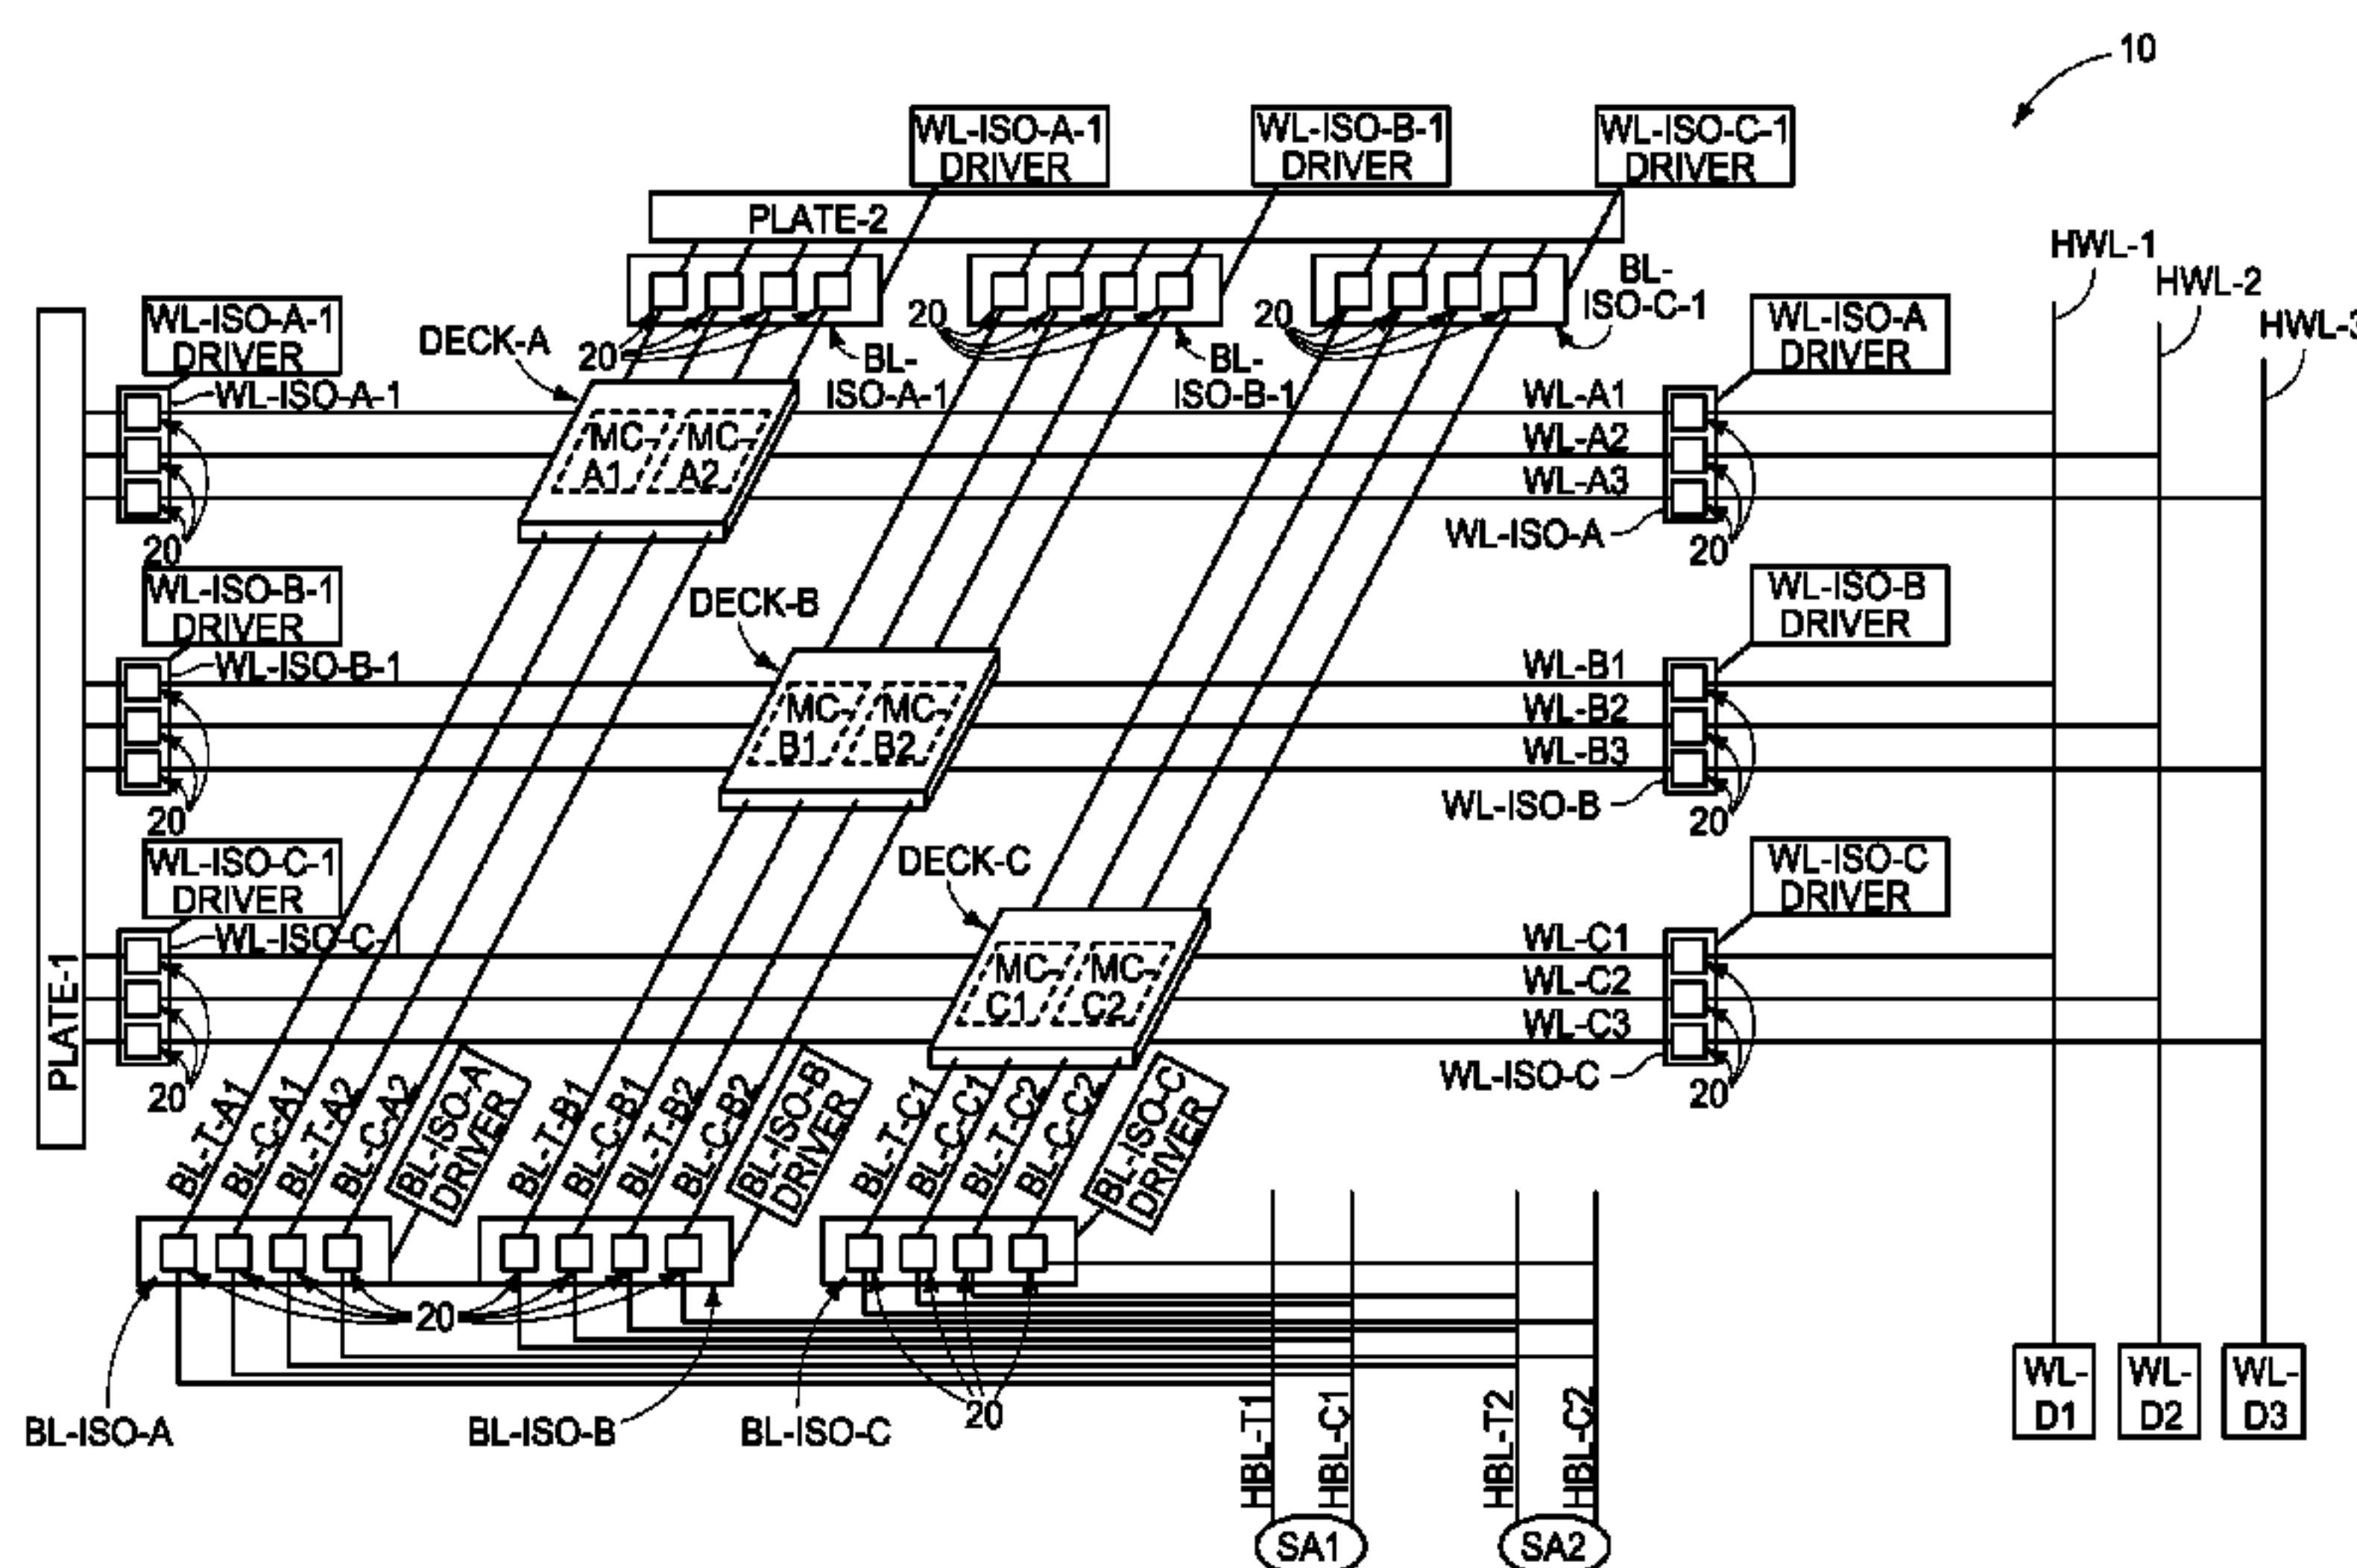 10
WL-ISO-A-1
DRIVER
WL-ISO-B-1
DRIVER
WL-ISO-C-1
DRIVER
PLATE-2
HWL-1
HWL-2
HWL-3
BL-
ISO-C-1
20
20
20
BL-
ISO-A-1
BL-
ISO-B-1
WL-ISO-A-1
DRIVER
WL-ISO-A-1
DECK-A
MC-
A1
MC-
A2
WL-A1
WL-A2
WL-A3
WL-ISO-A
DRIVER
WL-ISO-A
20
20
WL-ISO-B-1
DRIVER
WL-ISO-B-1
DECK-B
MC-
B1
MC-
B2
WL-B1
WL-B2
WL-B3
WL-ISO-B
DRIVER
WL-ISO-B
20
20
WL-ISO-C-1
DRIVER
WL-ISO-C-1
DECK-C
MC-
C1
MC-
C2
WL-C1
WL-C2
WL-C3
WL-ISO-C
DRIVER
WL-ISO-C
20
20
PLATE-1
BL-T-A1
BL-C-A1
BL-T-A2
BL-C-A2
BL-ISO-A
DRIVER
BL-T-B1
BL-C-B1
BL-T-B2
BL-C-B2
BL-ISO-B
DRIVER
BL-T-C1
BL-C-C1
BL-T-C2
BL-C-C2
BL-ISO-C
DRIVER
20
20
BL-ISO-A
BL-ISO-B
BL-ISO-C
HBL-T1
HBL-C1
HBL-T2
HBL-C2
SA1
SA2
WL-
D1
WL-
D2
WL-
D3